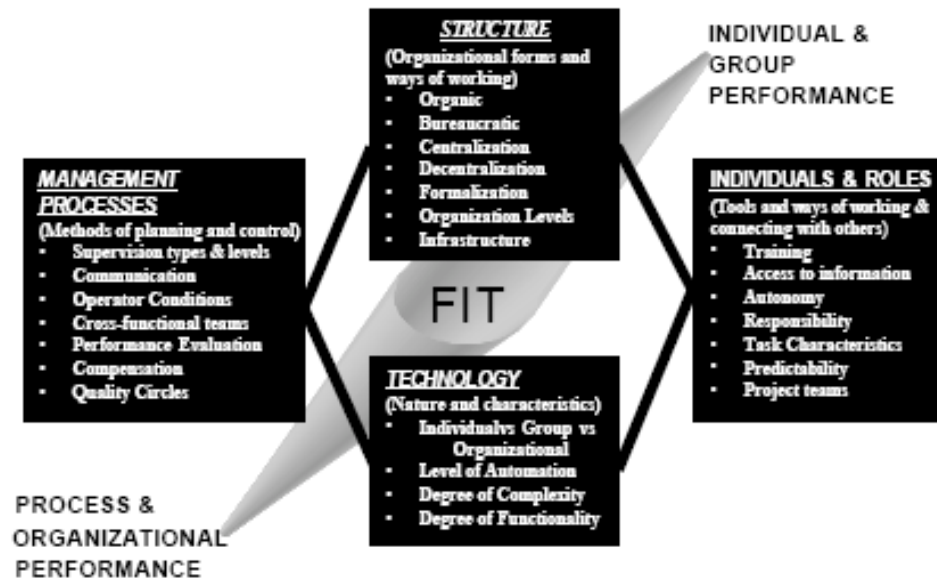 STRUCTURE
(Organizational forms and
ways of working)
▪ Organic
▪ Bureaucratic
▪ Centralization
▪ Decentralization
▪ Formalization
▪ Organization Levels
▪ Infrastructure
INDIVIDUAL &
GROUP
PERFORMANCE
MANAGEMENT
PROCESSES
(Methods of planning and control)
▪ Supervision types & levels
▪ Communication
▪ Operator Conditions
▪ Cross-functional teams
▪ Performance Evaluation
▪ Compensation
▪ Quality Circles
FIT
INDIVIDUALS & ROLES
(Tools and ways of working &
connecting with others)
▪ Training
▪ Access to information
▪ Autonomy
▪ Responsibility
▪ Task Characteristics
▪ Predictability
▪ Project teams
TECHNOLOGY
(Nature and characteristics)
▪ Individualvs Group vs
Organizational
▪ Level of Automation
▪ Degree of Complexity
▪ Degree of Functionality
PROCESS &
ORGANIZATIONAL
PERFORMANCE